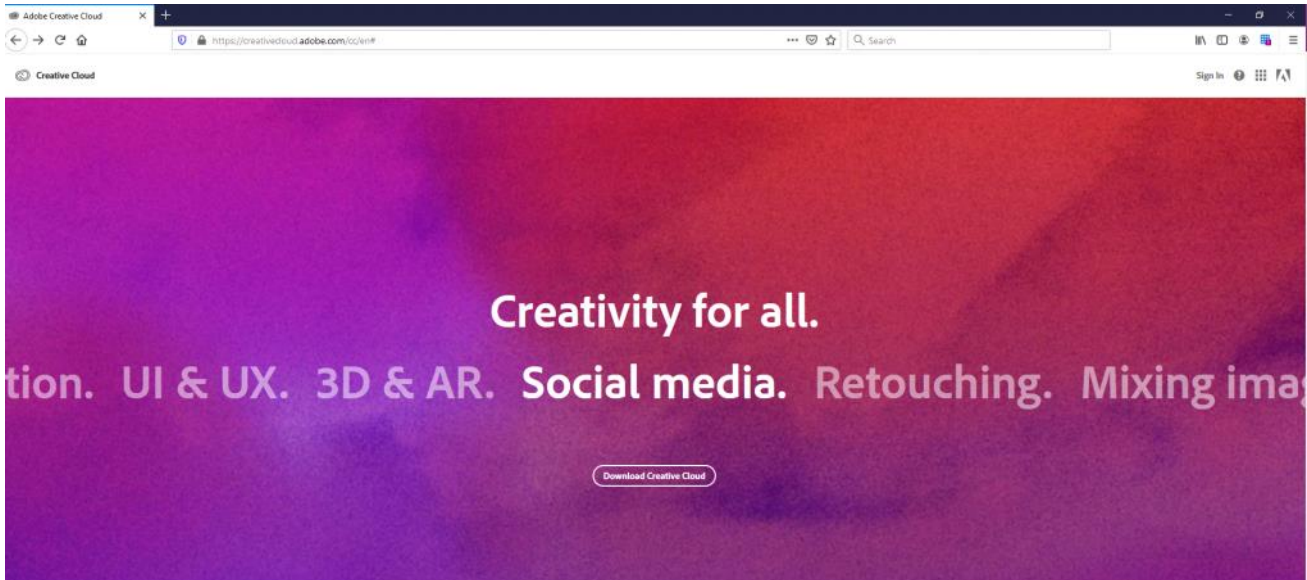 Adobe Creative Cloud
https://creativecloud.adobe.com/cc/en#
Search
Creative Cloud
Sign In
Creativity for all.
tion. UI & UX. 3D & AR. Social media. Retouching. Mixing imag
Download Creative Cloud